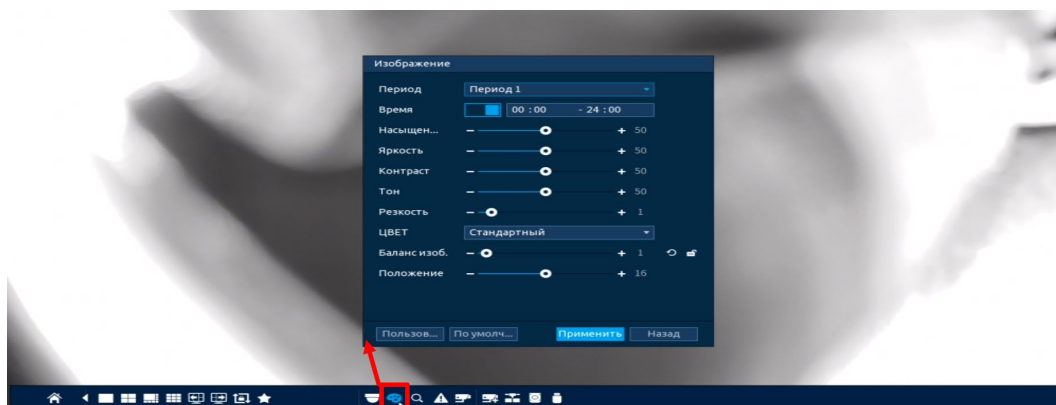 Изображение
Период Период 1
Время 00 : 00 - 24 : 00
Насыщен... - + 50
Яркость - + 50
Контраст - + 50
Тон - + 50
Резкость - + 1
ЦВЕТ Стандартный
Баланс изоб. - + 1
Положение - + 16
Пользов... По умолч... Применить Назад